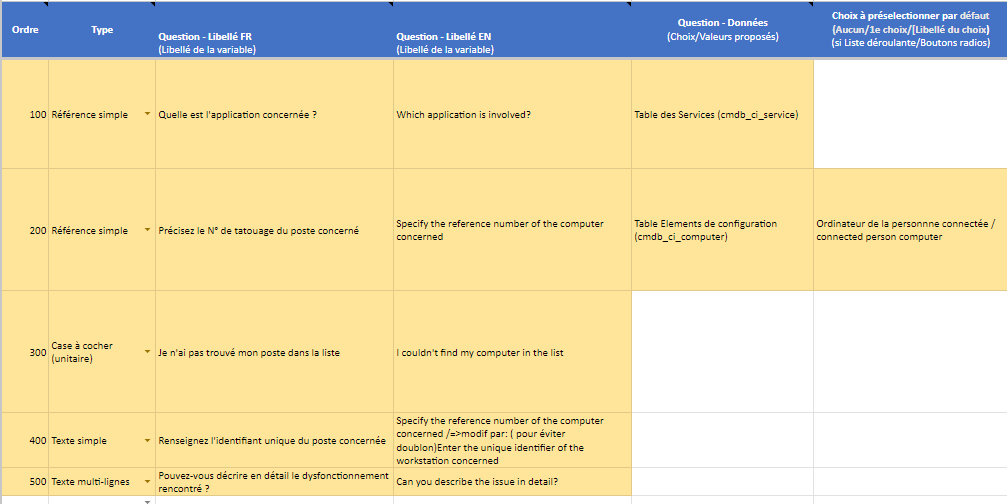 Ordre
Type
Question - Libellé FR
(Libellé de la variable)
Question - Libellé EN
(Libellé de la variable)
Question - Données
(Choix/Valeurs proposés)
Choix à préselectionner par défaut
(Aucun/1e choix/[Libellé du choix)
(si Liste déroulante/Boutons radios)
100
Référence simple
Quelle est l'application concernée ?
Which application is involved?
Table des Services (cmdb_ci_service)
200
Référence simple
Précisez le N° de tatouage du poste concerné
Specify the reference number of the computer
concerned
Table Elements de configuration
(cmdb_ci_computer)
Ordinateur de la personnne connectée /
connected person computer
300
Case à cocher
(unitaire)
Je n'ai pas trouvé mon poste dans la liste
I couldn't find my computer in the list
400
Texte simple
Renseignez l'identifiant unique du poste concernée
Specify the reference number of the computer
concerned /=>modif par: ( pour éviter
doublon)Enter the unique identifier of the
workstation concerned
500
Texte multi-lignes
Pouvez-vous décrire en détail le dysfonctionnement
rencontré ?
Can you describe the issue in detail?